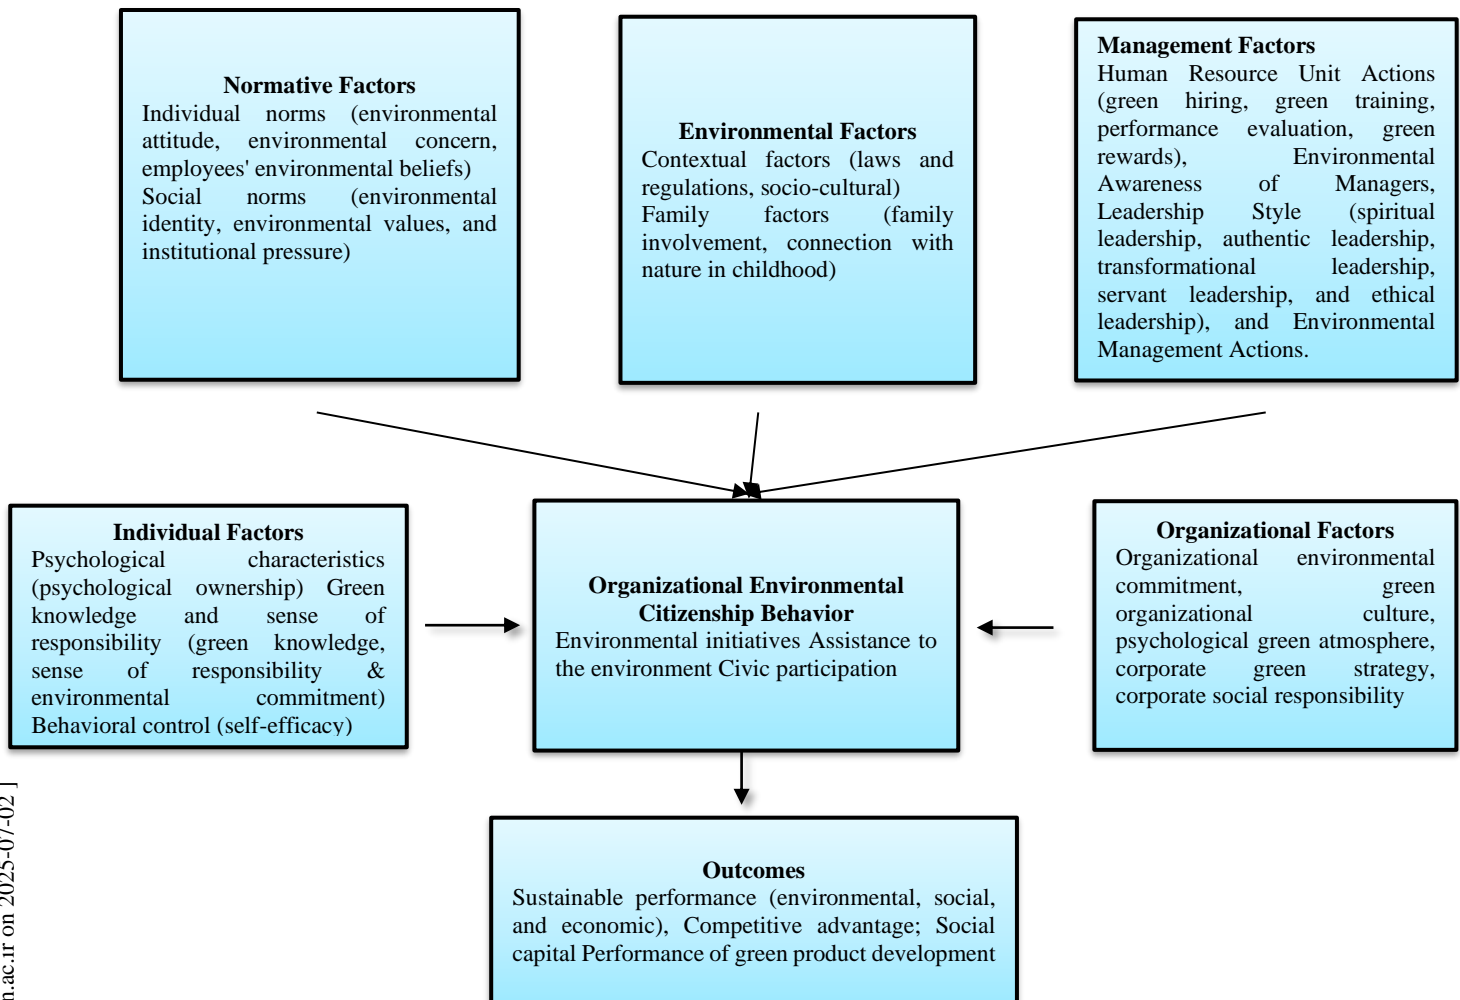 Normative Factors
Individual norms (environmental
attitude, environmental concern,
employees' environmental beliefs)
Social norms (environmental
identity, environmental values, and
institutional pressure)
Environmental Factors
Contextual factors (laws and
regulations, socio-cultural)
Family factors (family
involvement, connection with
nature in childhood)
Management Factors
Human Resource Unit Actions
(green hiring, green training,
performance evaluation, green
rewards), Environmental
Awareness of Managers,
Leadership Style (spiritual
leadership, authentic leadership,
transformational leadership,
servant leadership, and ethical
leadership), and Environmental
Management Actions.
Individual Factors
Psychological characteristics
(psychological ownership) Green
knowledge and sense of
responsibility (green knowledge,
sense of responsibility &
environmental commitment)
Behavioral control (self-efficacy)
Organizational Environmental
Citizenship Behavior
Environmental initiatives Assistance to
the environment Civic participation
Organizational Factors
Organizational environmental
commitment, green
organizational culture,
psychological green atmosphere,
corporate green strategy,
corporate social responsibility
Outcomes
Sustainable performance (environmental, social,
and economic), Competitive advantage; Social
capital Performance of green product development
n.ac.ir on 2025-07-02 ]